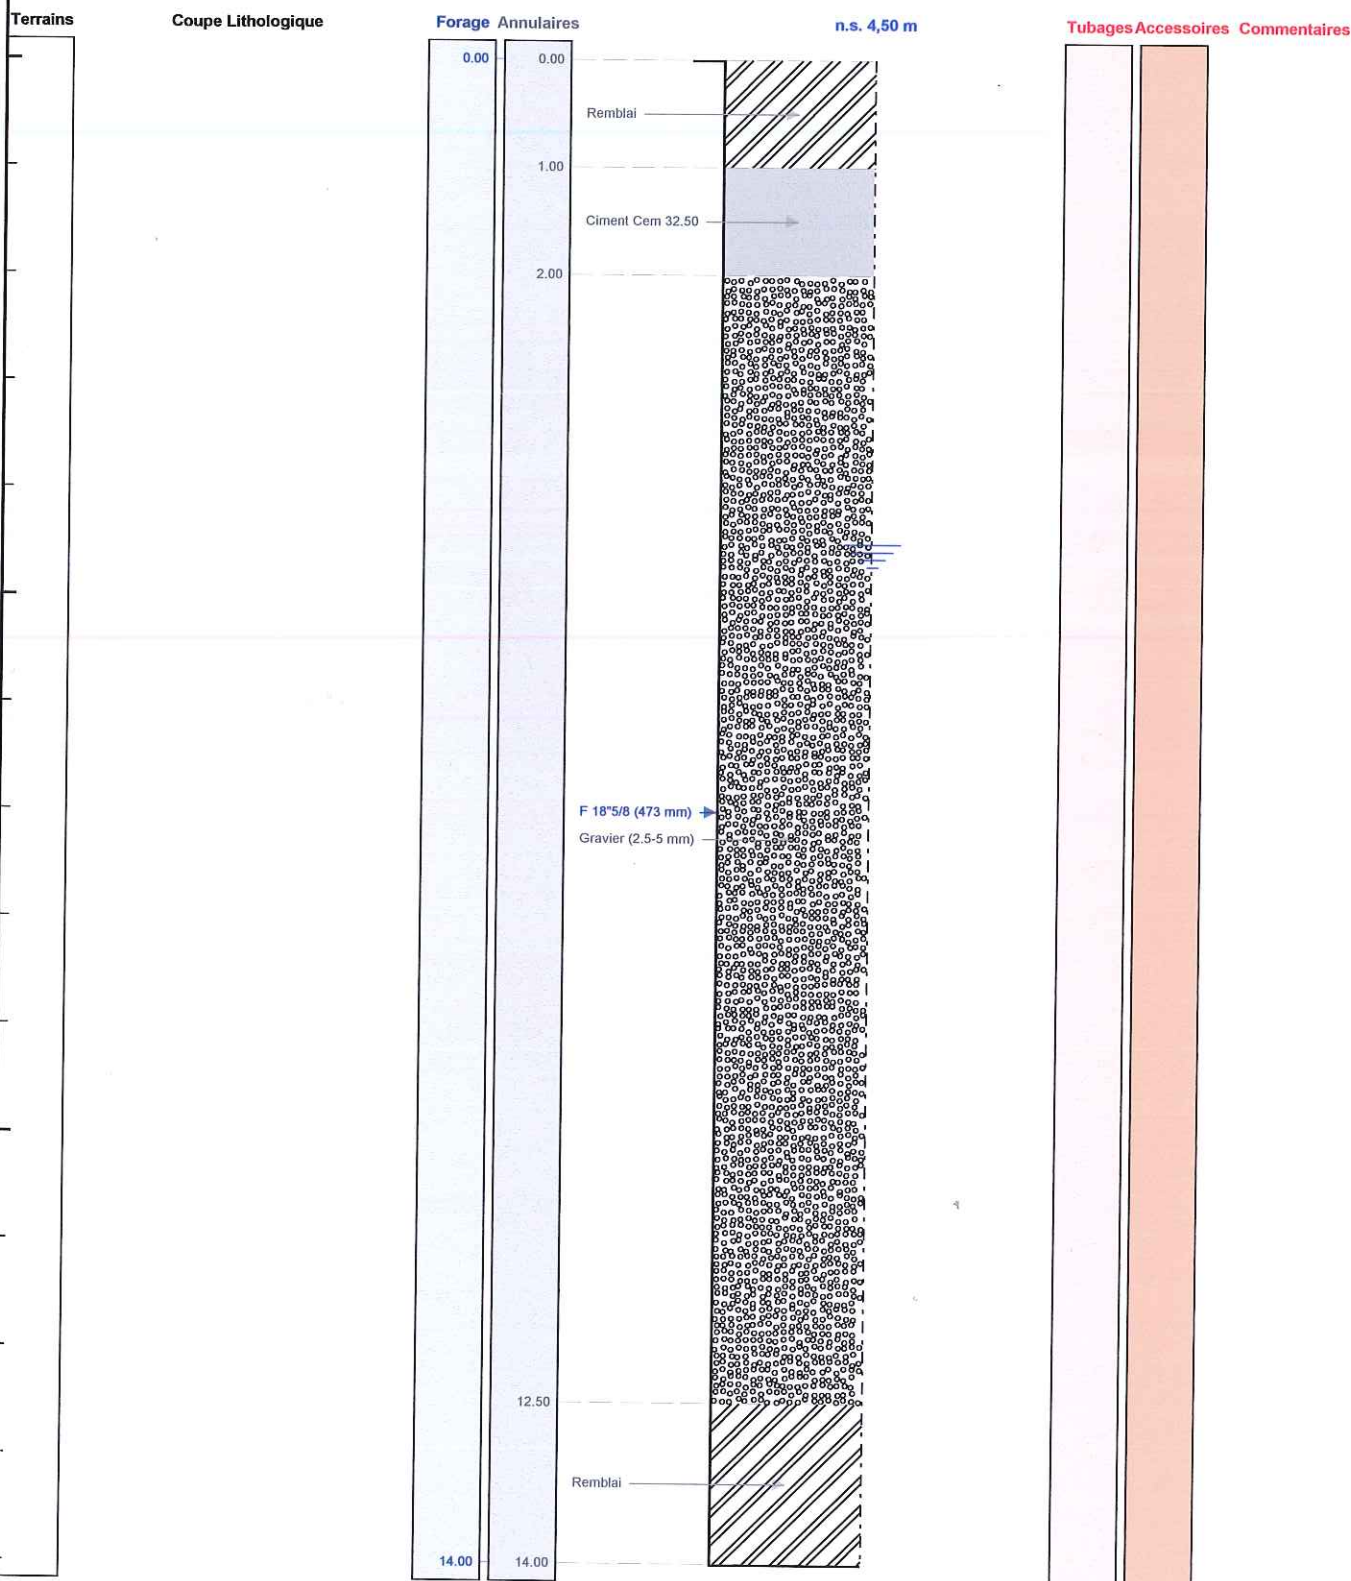 Terrains
Coupe Lithologique
Forage
Annulaires
n.s. 4,50 m
Tubages
Accessoires
Commentaires
0.00
0.00
Remblai
1.00
Ciment Cem 32.50
2.00
F 18"5/8 (473 mm)
Gravier (2.5-5 mm)
12.50
Remblai
14.00
14.00